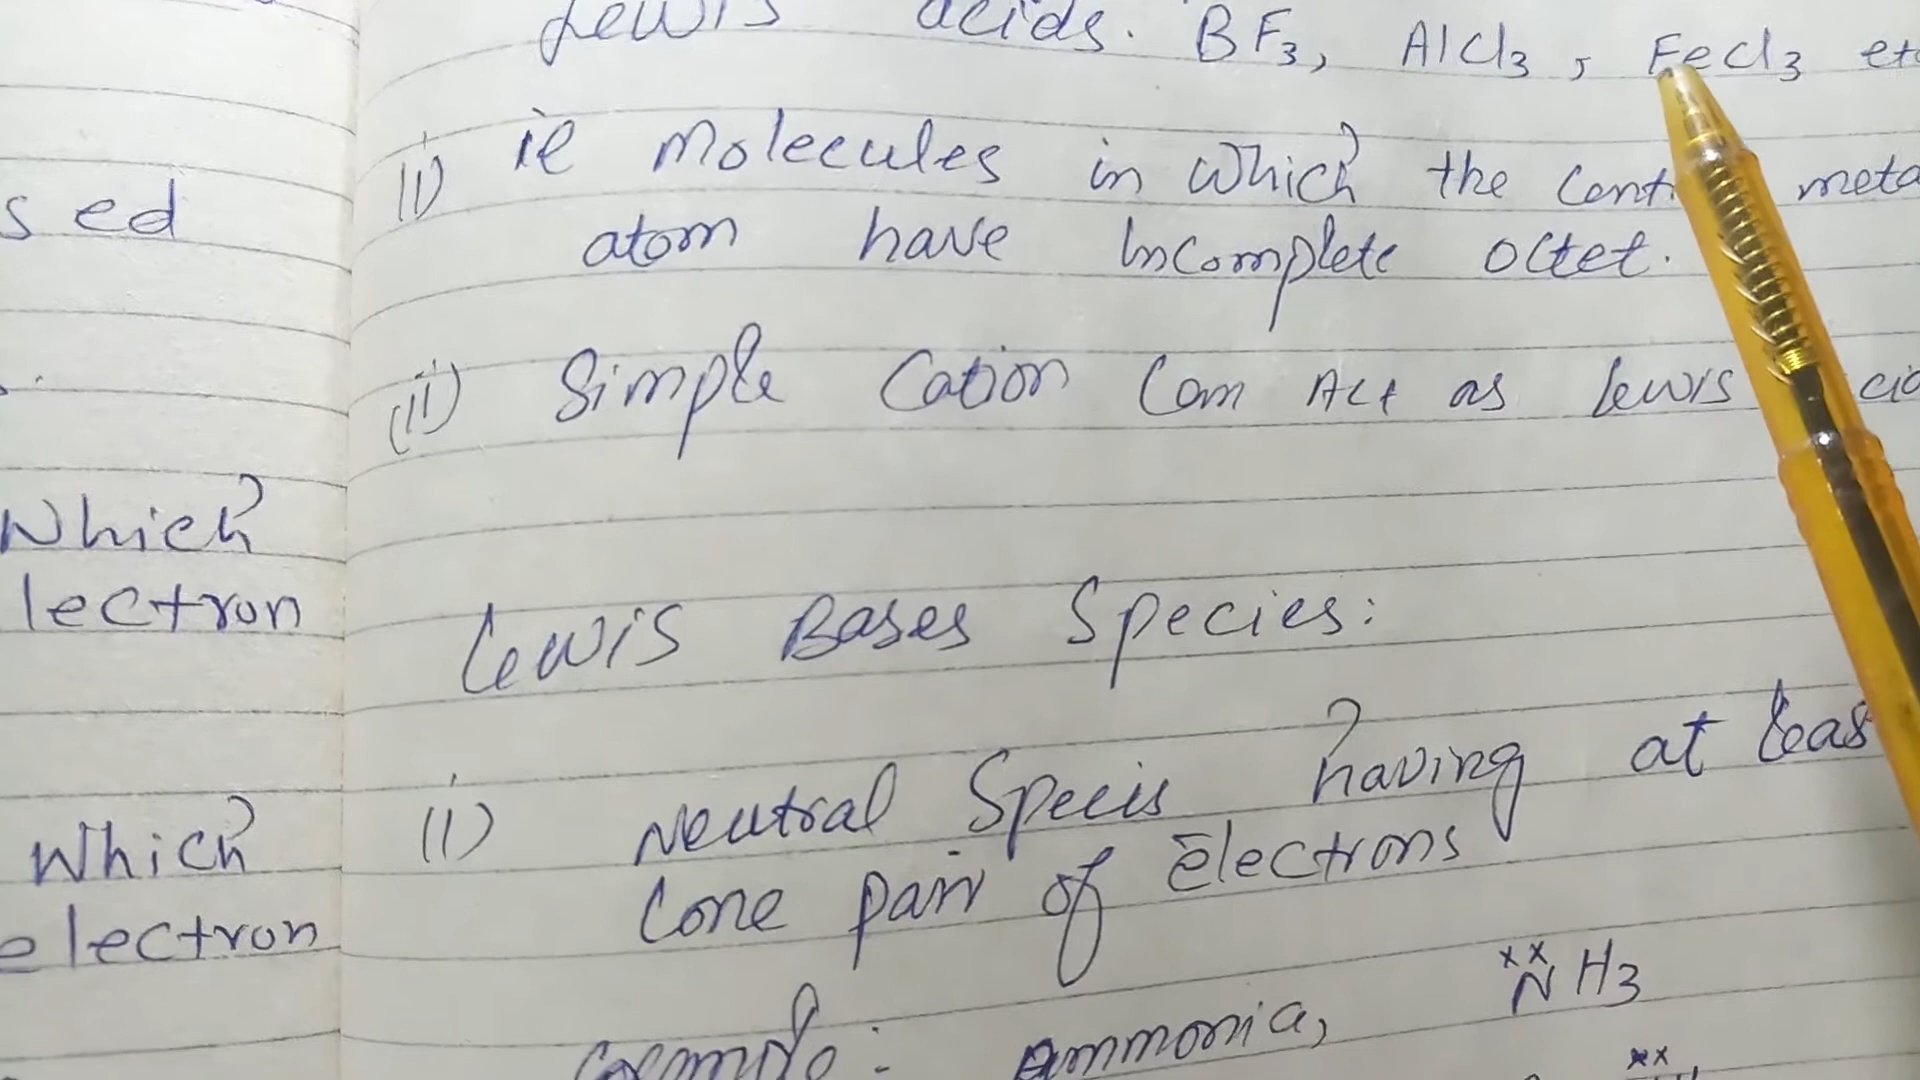 sed
Which
lectron
Which
electron
Lewis acids. BF3, AlCl3, FeCl3 etc
(i) ie Molecules in Which the Cent meta
atom have Incomplete Octet.
(ii) Simple Cation Can Act as Lewis cid
Lewis Bases Species:
(i) Neutral Specis having at leas
Lone pair of Electrons
Example: Ammonia, NH3